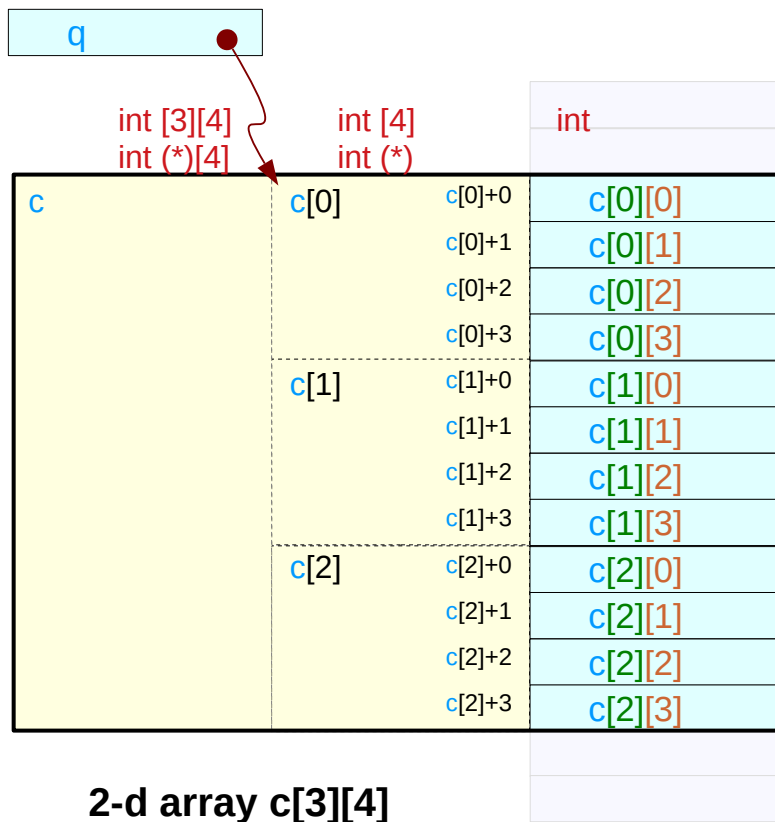 q
int [3][4] int [4] int
int (*)[4] int (*)
c c[0] c[0]+0 c[0][0]
c[0]+1 c[0][1]
c[0]+2 c[0][2]
c[0]+3 c[0][3]
c[1] c[1]+0 c[1][0]
c[1]+1 c[1][1]
c[1]+2 c[1][2]
c[1]+3 c[1][3]
c[2] c[2]+0 c[2][0]
c[2]+1 c[2][1]
c[2]+2 c[2][2]
c[2]+3 c[2][3]
2-d array c[3][4]